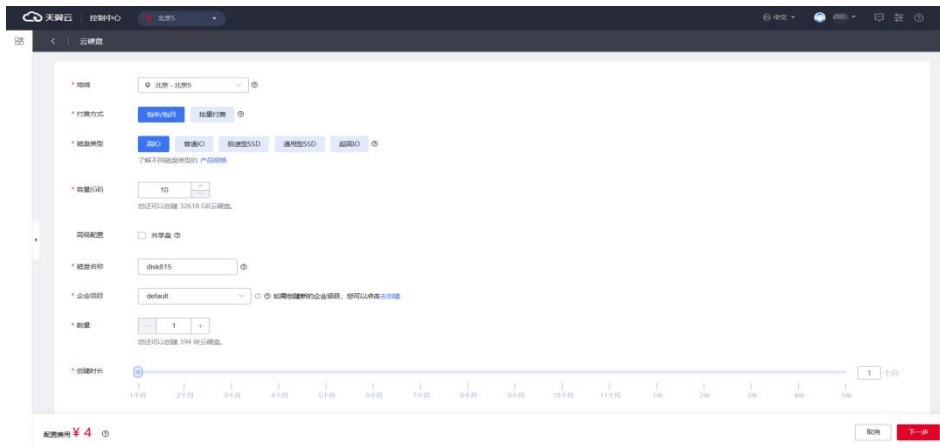 天翼云 控制中心 北京5 中文
云硬盘
* 地域 北京 - 北京5
* 付费方式 包年/包月 按量付费
* 磁盘类型 高IO 普通IO 极速型SSD 通用型SSD 超高IO
了解不同磁盘类型的 产品规格
* 容量(GB) 10
您还可以创建 32618 GB云硬盘。
高级配置 共享盘
* 磁盘名称 disk815
* 企业项目 default 如需创建新的企业项目，您可以点击去创建
* 数量 - 1 +
您还可以创建 394 块云硬盘。
* 创建时长 1 个月
1个月 2个月 3个月 4个月 5个月 6个月 7个月 8个月 9个月 10个月 11个月 1年 2年 3年 4年 5年
配置费用 ¥ 4 取消 下一步